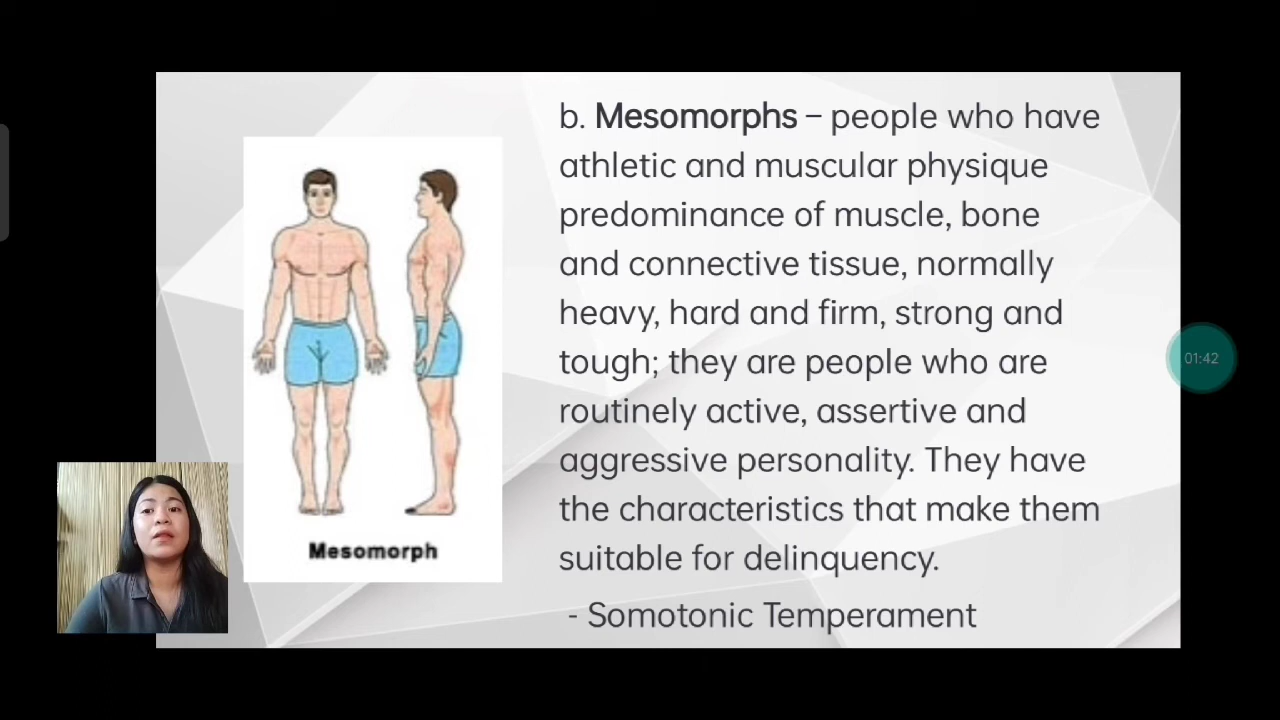 b. Mesomorphs – people who have
athletic and muscular physique
predominance of muscle, bone
and connective tissue, normally
heavy, hard and firm, strong and
tough; they are people who are
routinely active, assertive and
aggressive personality. They have
the characteristics that make them
suitable for delinquency.
- Somotonic Temperament
Mesomorph
01:42